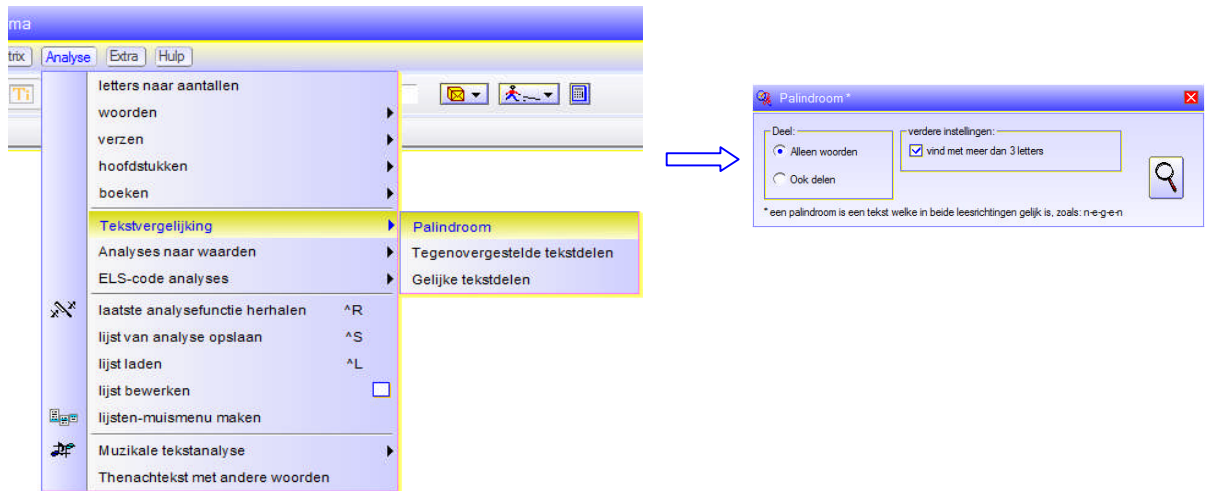 ma
trix Analyse Extra Hulp
Ti
letters naar aantallen
woorden
verzen
hoofdstukken
boeken
Tekstvergelijking
Analyses naar waarden
ELS-code analyses
laatste analysefunctie herhalen ^R
lijst van analyse opslaan ^S
lijst laden ^L
lijst bewerken
lijsten-muismenu maken
Muzikale tekstanalyse
Thenachtekst met andere woorden
Palindroom
Tegenovergestelde tekstdelen
Gelijke tekstdelen
Palindroom *
Deel:
Alleen woorden
Ook delen
verdere instellingen:
vind met meer dan 3 letters
* een palindroom is een tekst welke in beide leesrichtingen gelijk is, zoals: n-e-g-e-n